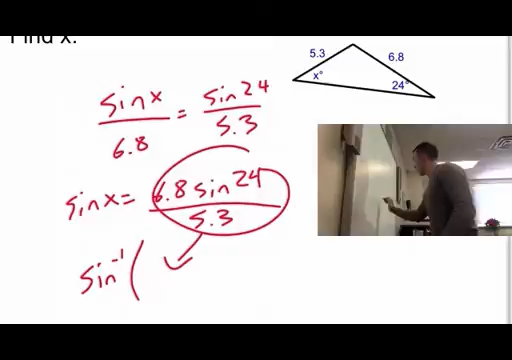 Find x.
5.3
6.8
x°
24°
sin x / 6.8 = sin 24 / 5.3
sin x = 6.8 sin 24 / 5.3
sin⁻¹(